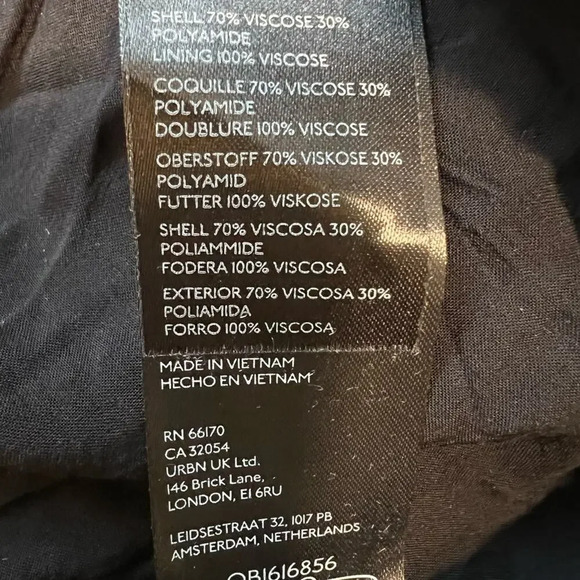 SHELL 70% VISCOSE 30%
POLYAMIDE
LINING 100% VISCOSE
COQUILLE 70% VISCOSE 30%
POLYAMIDE
DOUBLURE 100% VISCOSE
OBERSTOFF 70% VISKOSE 30%
POLYAMID
FUTTER 100% VISKOSE
SHELL 70% VISCOSA 30%
POLIAMMIDE
FODERA 100% VISCOSA
EXTERIOR 70% VISCOSA 30%
POLIAMIDA
FORRO 100% VISCOSA
MADE IN VIETNAM
HECHO EN VIETNAM
RN 66170
CA 32054
URBN UK Ltd.
146 Brick Lane,
LONDON, E1 6RU
LEIDSESTRAAT 32, 1017 PB
AMSTERDAM, NETHERLANDS
OB1616856